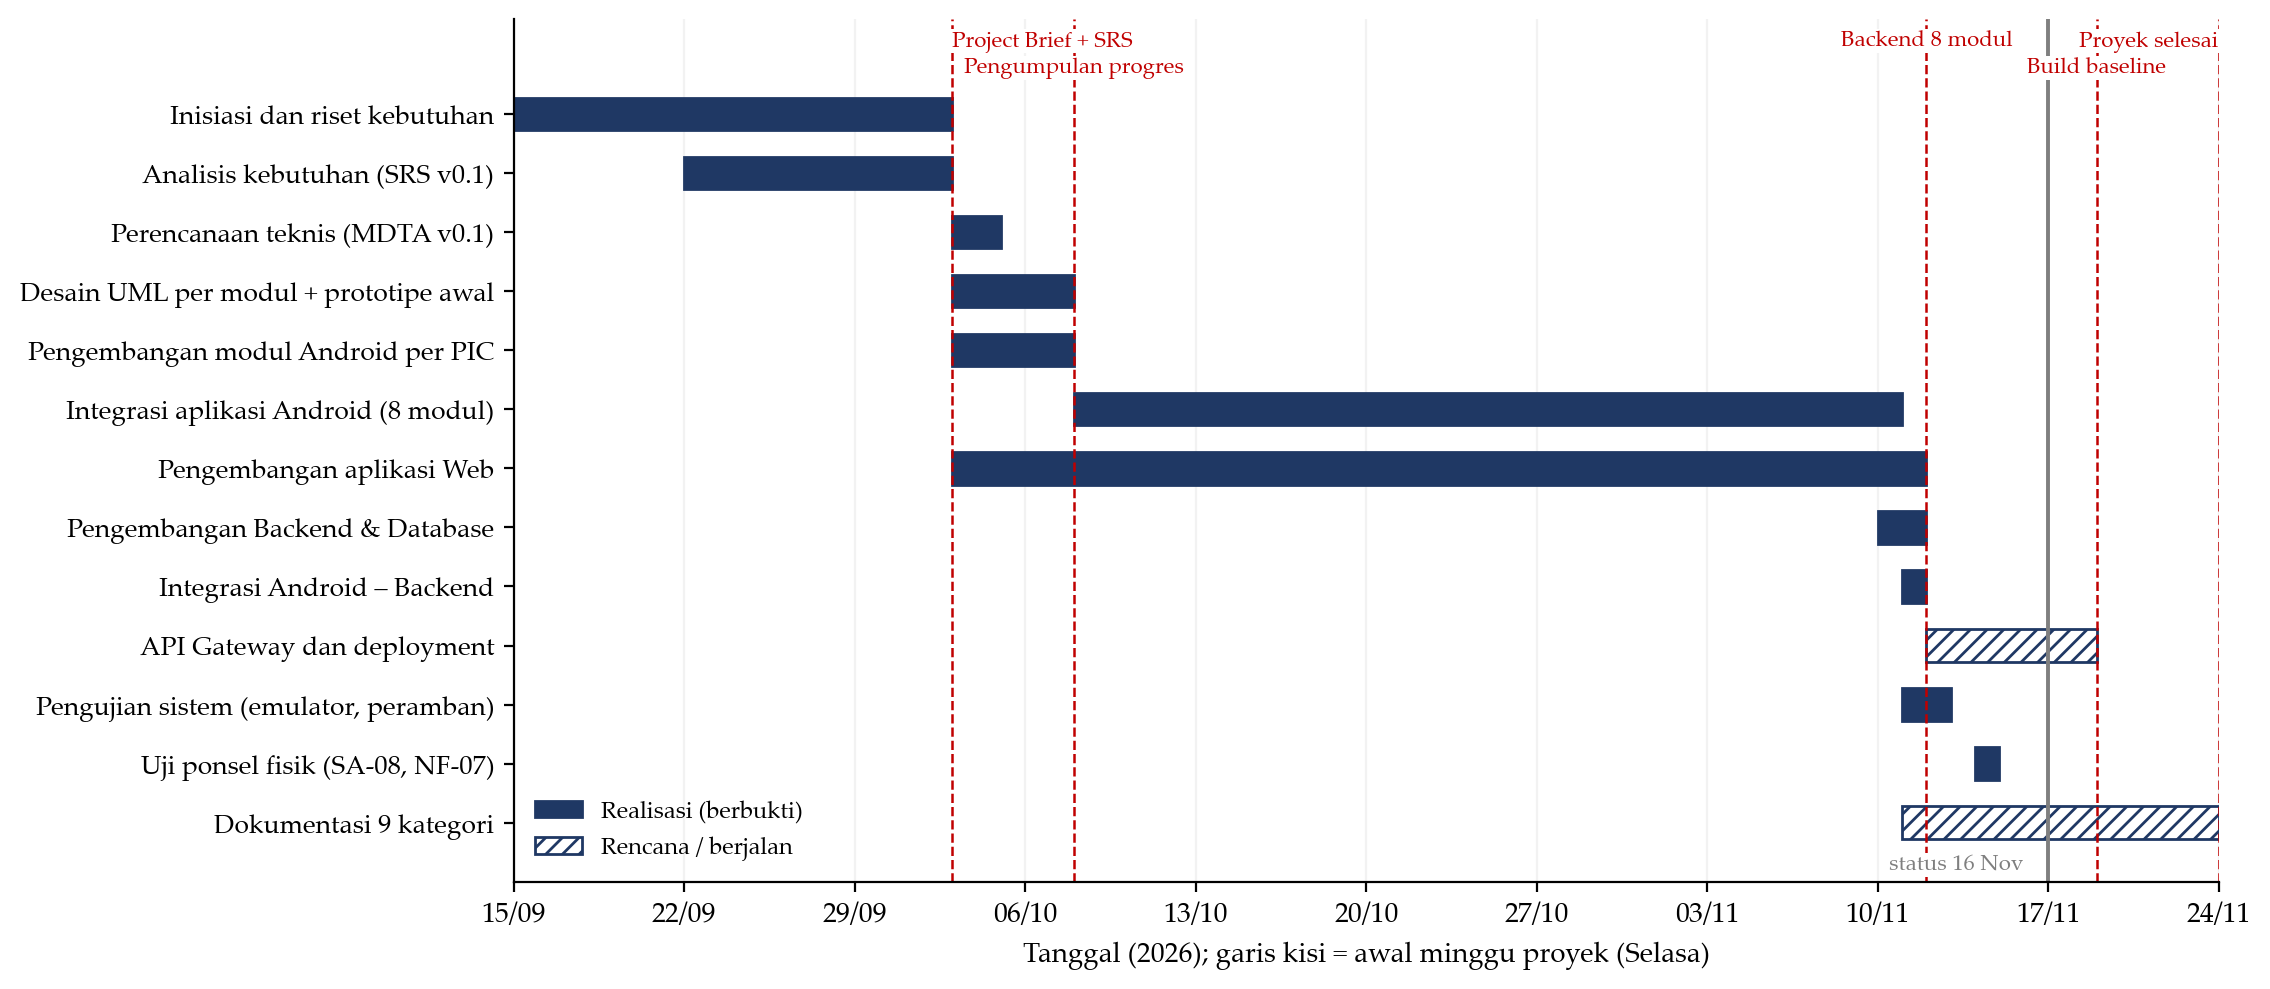 Project Brief + SRS
Pengumpulan progres
Backend 8 modul
Proyek selesai
Build baseline
Inisiasi dan riset kebutuhan
Analisis kebutuhan (SRS v0.1)
Perencanaan teknis (MDTA v0.1)
Desain UML per modul + prototipe awal
Pengembangan modul Android per PIC
Integrasi aplikasi Android (8 modul)
Pengembangan aplikasi Web
Pengembangan Backend & Database
Integrasi Android – Backend
API Gateway dan deployment
Pengujian sistem (emulator, peramban)
Uji ponsel fisik (SA-08, NF-07)
Dokumentasi 9 kategori
Realisasi (berbukti)
Rencana / berjalan
status 16 Nov
15/09 22/09 29/09 06/10 13/10 20/10 27/10 03/11 10/11 17/11 24/11
Tanggal (2026); garis kisi = awal minggu proyek (Selasa)